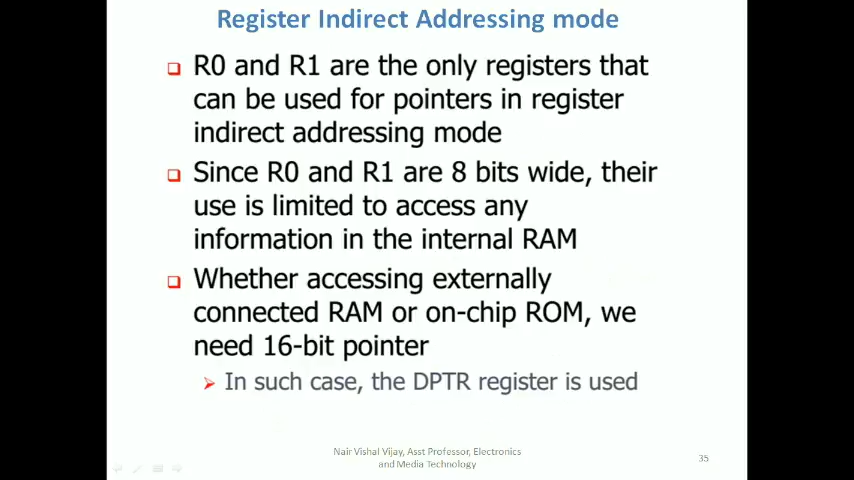 Register Indirect Addressing mode
R0 and R1 are the only registers that
can be used for pointers in register
indirect addressing mode
Since R0 and R1 are 8 bits wide, their
use is limited to access any
information in the internal RAM
Whether accessing externally
connected RAM or on-chip ROM, we
need 16-bit pointer
In such case, the DPTR register is used
Nair Vishal Vijay, Asst Professor, Electronics
and Media Technology
35